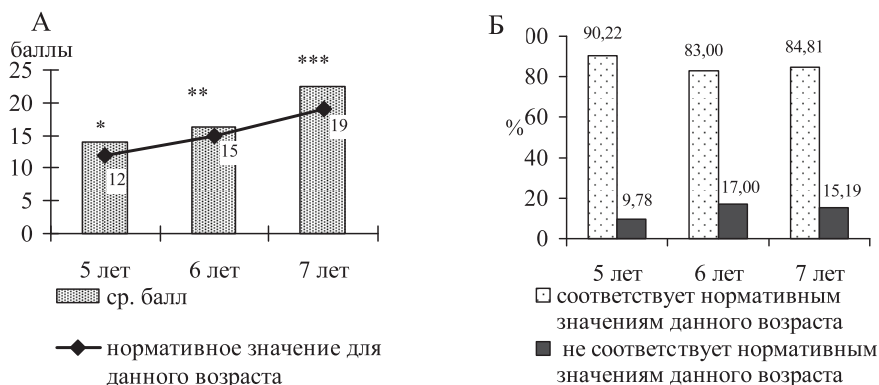 А
баллы
25
20
15
10
5
0
*
**
***
12
15
19
5 лет
6 лет
7 лет
ср. балл
нормативное значение для
данного возраста
Б
%
00
80
60
40
20
0
90,22
83,00
84,81
9,78
17,00
15,19
5 лет
6 лет
7 лет
соответствует нормативным
значениям данного возраста
не соответствует нормативным
значениям данного возраста